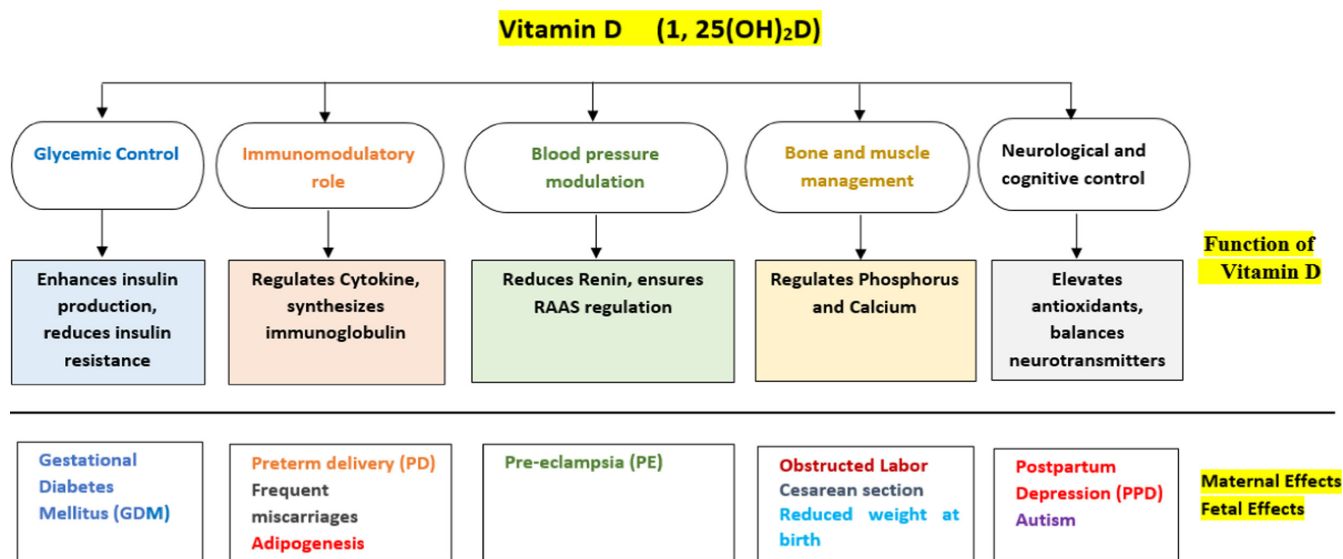 Vitamin D (1, 25(OH)₂D)
Glycemic Control
Immunomodulatory
role
Blood pressure
modulation
Bone and muscle
management
Neurological and
cognitive control
Enhances insulin
production,
reduces insulin
resistance
Regulates Cytokine,
synthesizes
immunoglobulin
Reduces Renin, ensures
RAAS regulation
Regulates Phosphorus
and Calcium
Elevates
antioxidants,
balances
neurotransmitters
Function of
Vitamin D
Gestational
Diabetes
Mellitus (GDM)
Preterm delivery (PD)
Frequent
miscarriages
Adipogenesis
Pre-eclampsia (PE)
Obstructed Labor
Cesarean section
Reduced weight at
birth
Postpartum
Depression (PPD)
Autism
Maternal Effects
Fetal Effects